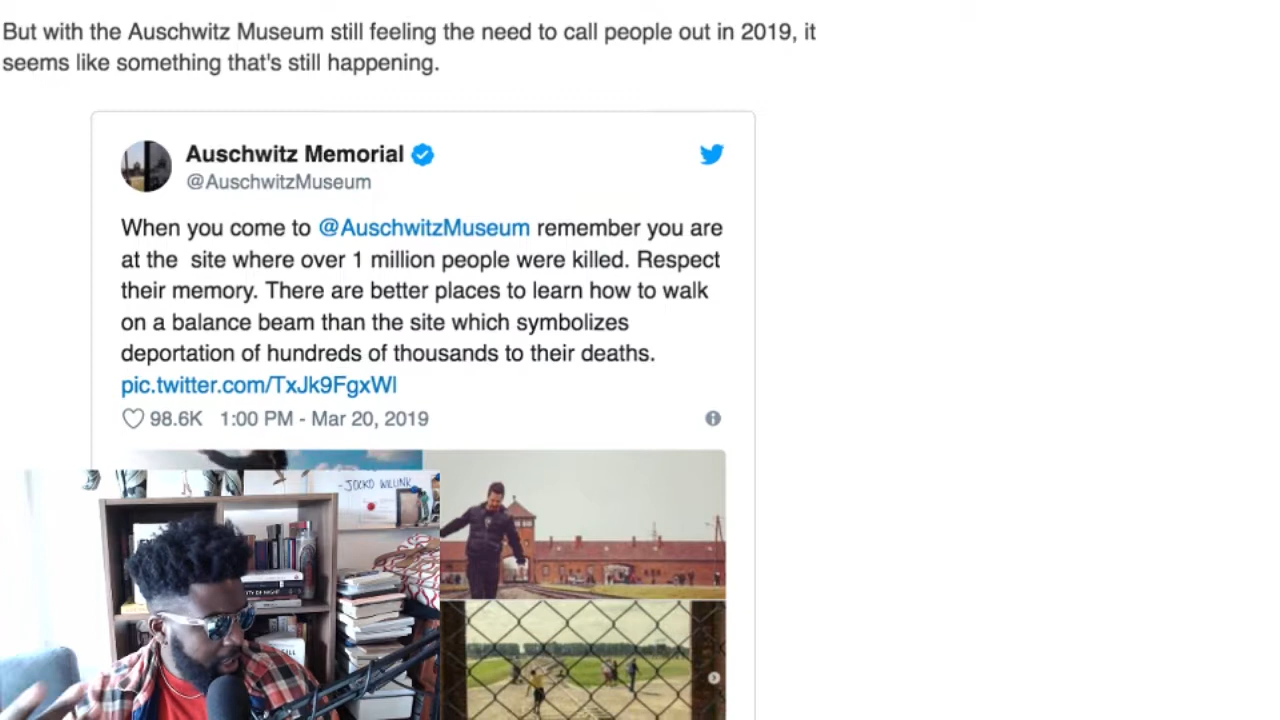 But with the Auschwitz Museum still feeling the need to call people out in 2019, it
seems like something that's still happening.
Auschwitz Memorial
@AuschwitzMuseum
When you come to @AuschwitzMuseum remember you are
at the site where over 1 million people were killed. Respect
their memory. There are better places to learn how to walk
on a balance beam than the site which symbolizes
deportation of hundreds of thousands to their deaths.
pic.twitter.com/TxJk9FgxWl
98.6K 1:00 PM - Mar 20, 2019
-JOCKO WILLINK